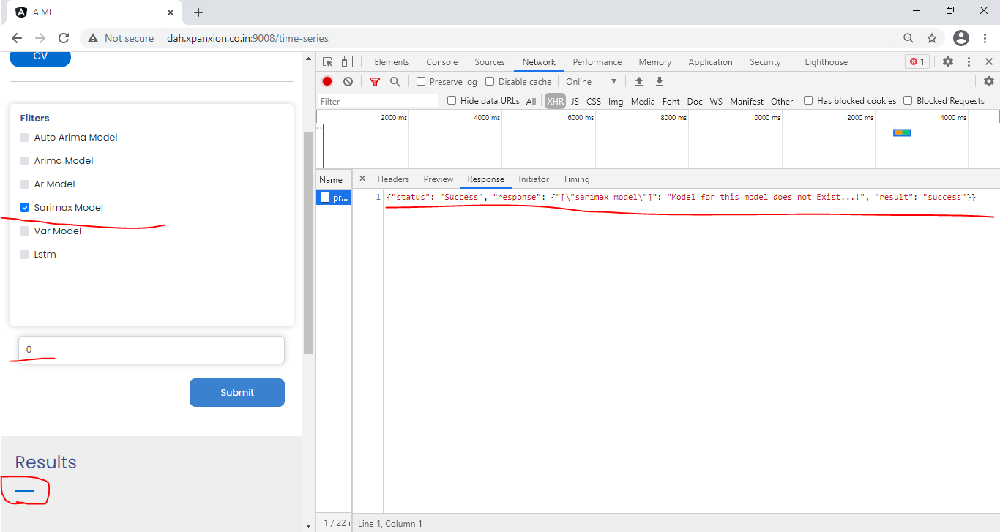 AIML
Not secure
dah.xpanxion.co.in:9008/time-series
CV
Filters
Auto Arima Model
Arima Model
Ar Model
Sarimax Model
Var Model
Lstm
0
Submit
Results
Elements Console Sources Network Performance Memory Application Security Lighthouse 1
Preserve log Disable cache Online
Filter Hide data URLs All XHR JS CSS Img Media Font Doc WS Manifest Other Has blocked cookies Blocked Requests
2000 ms 4000 ms 6000 ms 8000 ms 10000 ms 12000 ms 14000 ms
Name Headers Preview Response Initiator Timing
pr...
1 {"status": "Success", "response": {"[\"sarimax_model\"]": "Model for this model does not Exist...!", "result": "success"}}
1 / 22
Line 1, Column 1